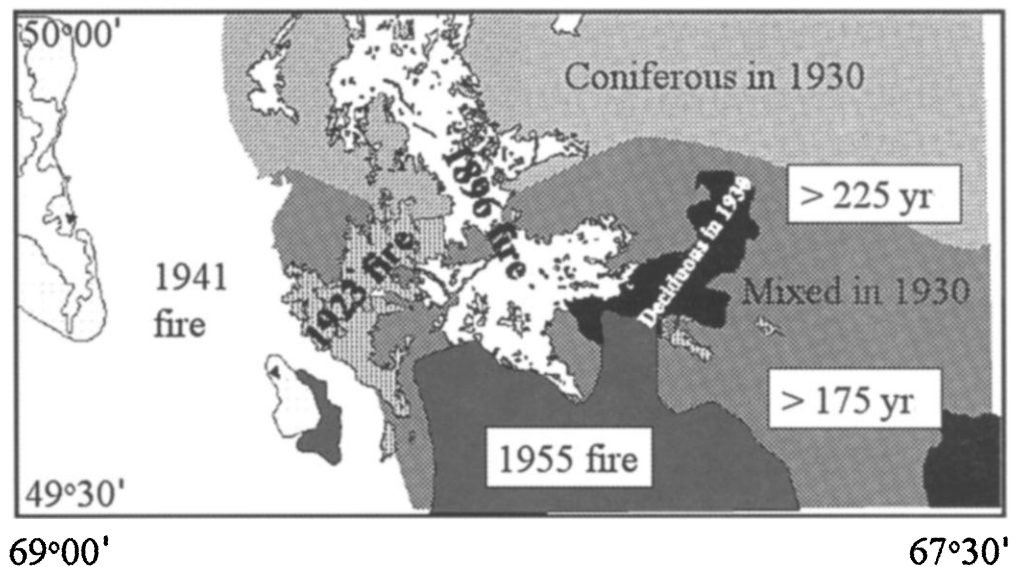 50°00'
Coniferous in 1930
1896 fire
> 225 yr
Deciduous in 1930
1923 fire
1941
fire
Mixed in 1930
> 175 yr
1955 fire
49°30'
69°00'
67°30'